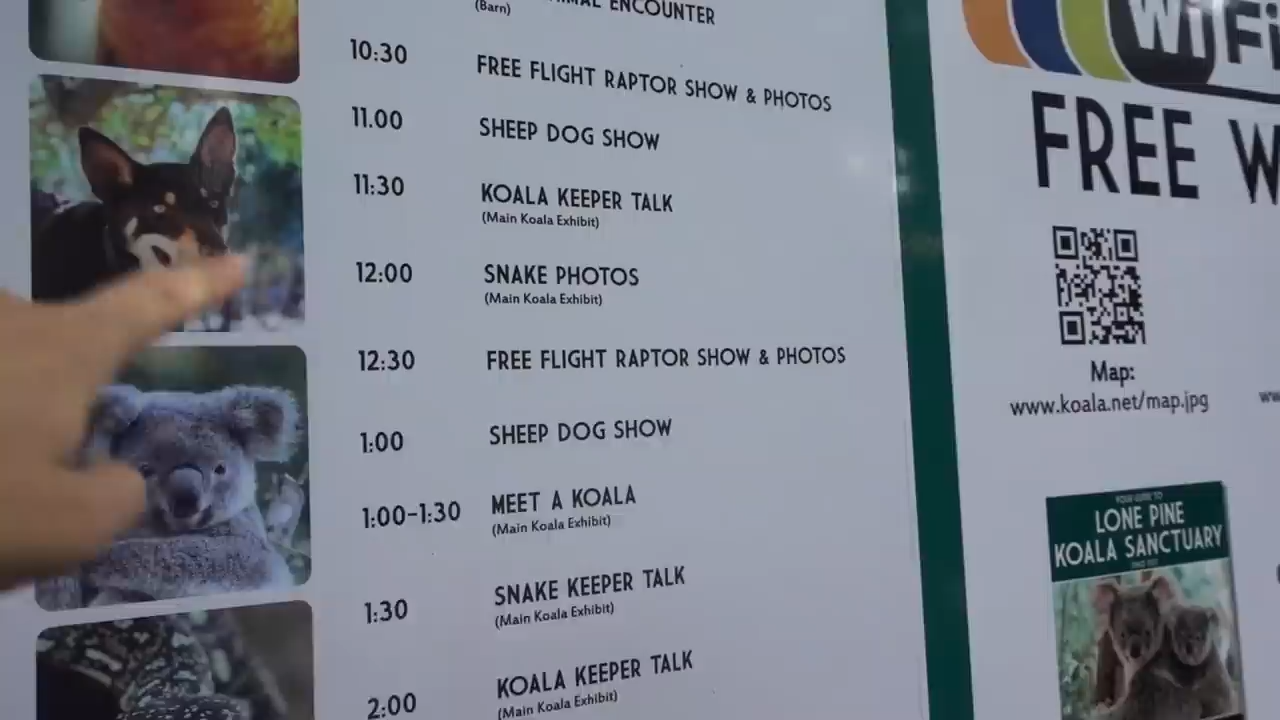 ENCOUNTER
(Barn)
10:30
FREE FLIGHT RAPTOR SHOW & PHOTOS
11.00
SHEEP DOG SHOW
11:30
KOALA KEEPER TALK
(Main Koala Exhibit)
12:00
SNAKE PHOTOS
(Main Koala Exhibit)
12:30
FREE FLIGHT RAPTOR SHOW & PHOTOS
1:00
SHEEP DOG SHOW
1:00-1:30
MEET A KOALA
(Main Koala Exhibit)
1:30
SNAKE KEEPER TALK
(Main Koala Exhibit)
2:00
KOALA KEEPER TALK
(Main Koala Exhibit)
WiFi
FREE
Map:
www.koala.net/map.jpg
YOUR GUIDE TO
LONE PINE
KOALA SANCTUARY